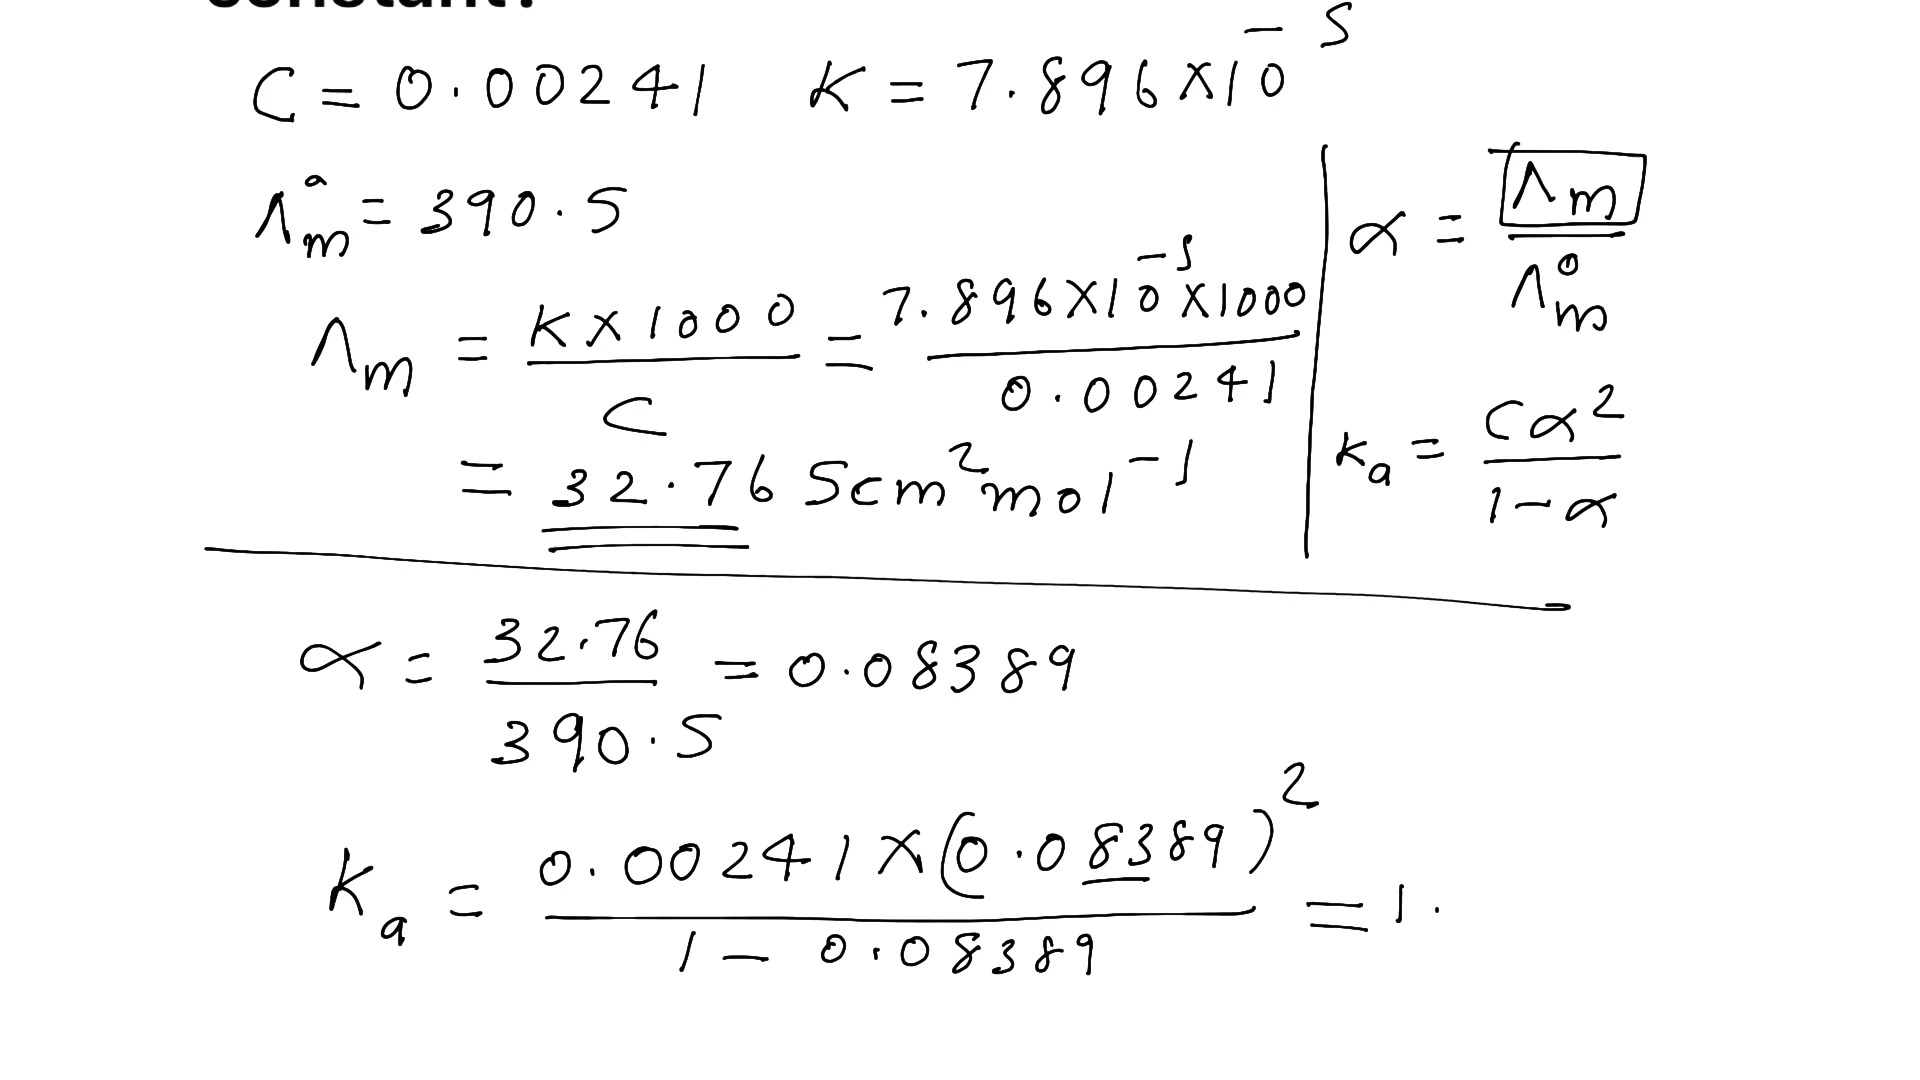 constant?
C = 0.00241 K = 7.896 × 10⁻⁵
Λ°m = 390.5
Λm = K × 1000 / C = 7.896 × 10⁻⁵ × 1000 / 0.00241
= 32.76 Scm² mol⁻¹
α = Λm / Λ°m
Ka = Cα² / 1 - α
α = 32.76 / 390.5 = 0.08389
Ka = 0.00241 × (0.08389)² / 1 - 0.08389 = 1.